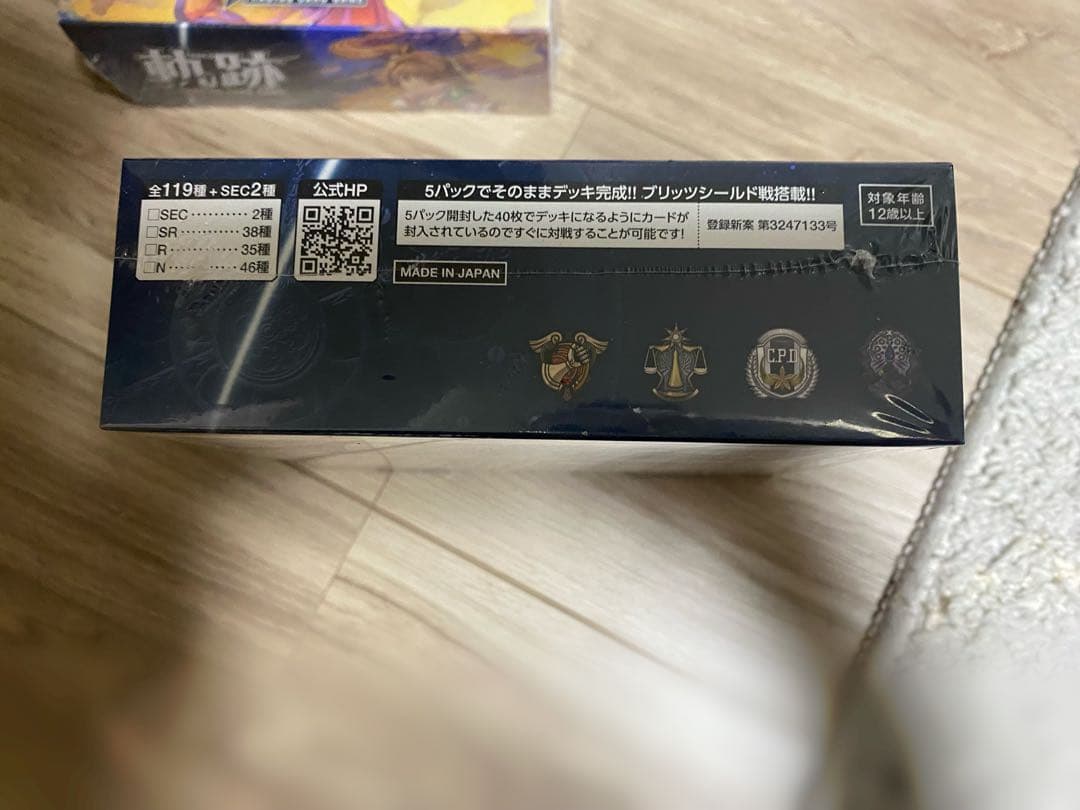 軌跡
全119種+SEC2種
□SEC・・・・・・・・・・2種
□SR・・・・・・・・・・・38種
□R・・・・・・・・・・・・35種
□N・・・・・・・・・・・・46種
公式HP
5パックでそのままデッキ完成!! ブリッツシールド戦搭載!!
5パック開封した40枚でデッキになるようにカードが
封入されているのですぐに対戦することが可能です!
登録新案 第3247133号
対象年齢
12歳以上
MADE IN JAPAN
C.P.D